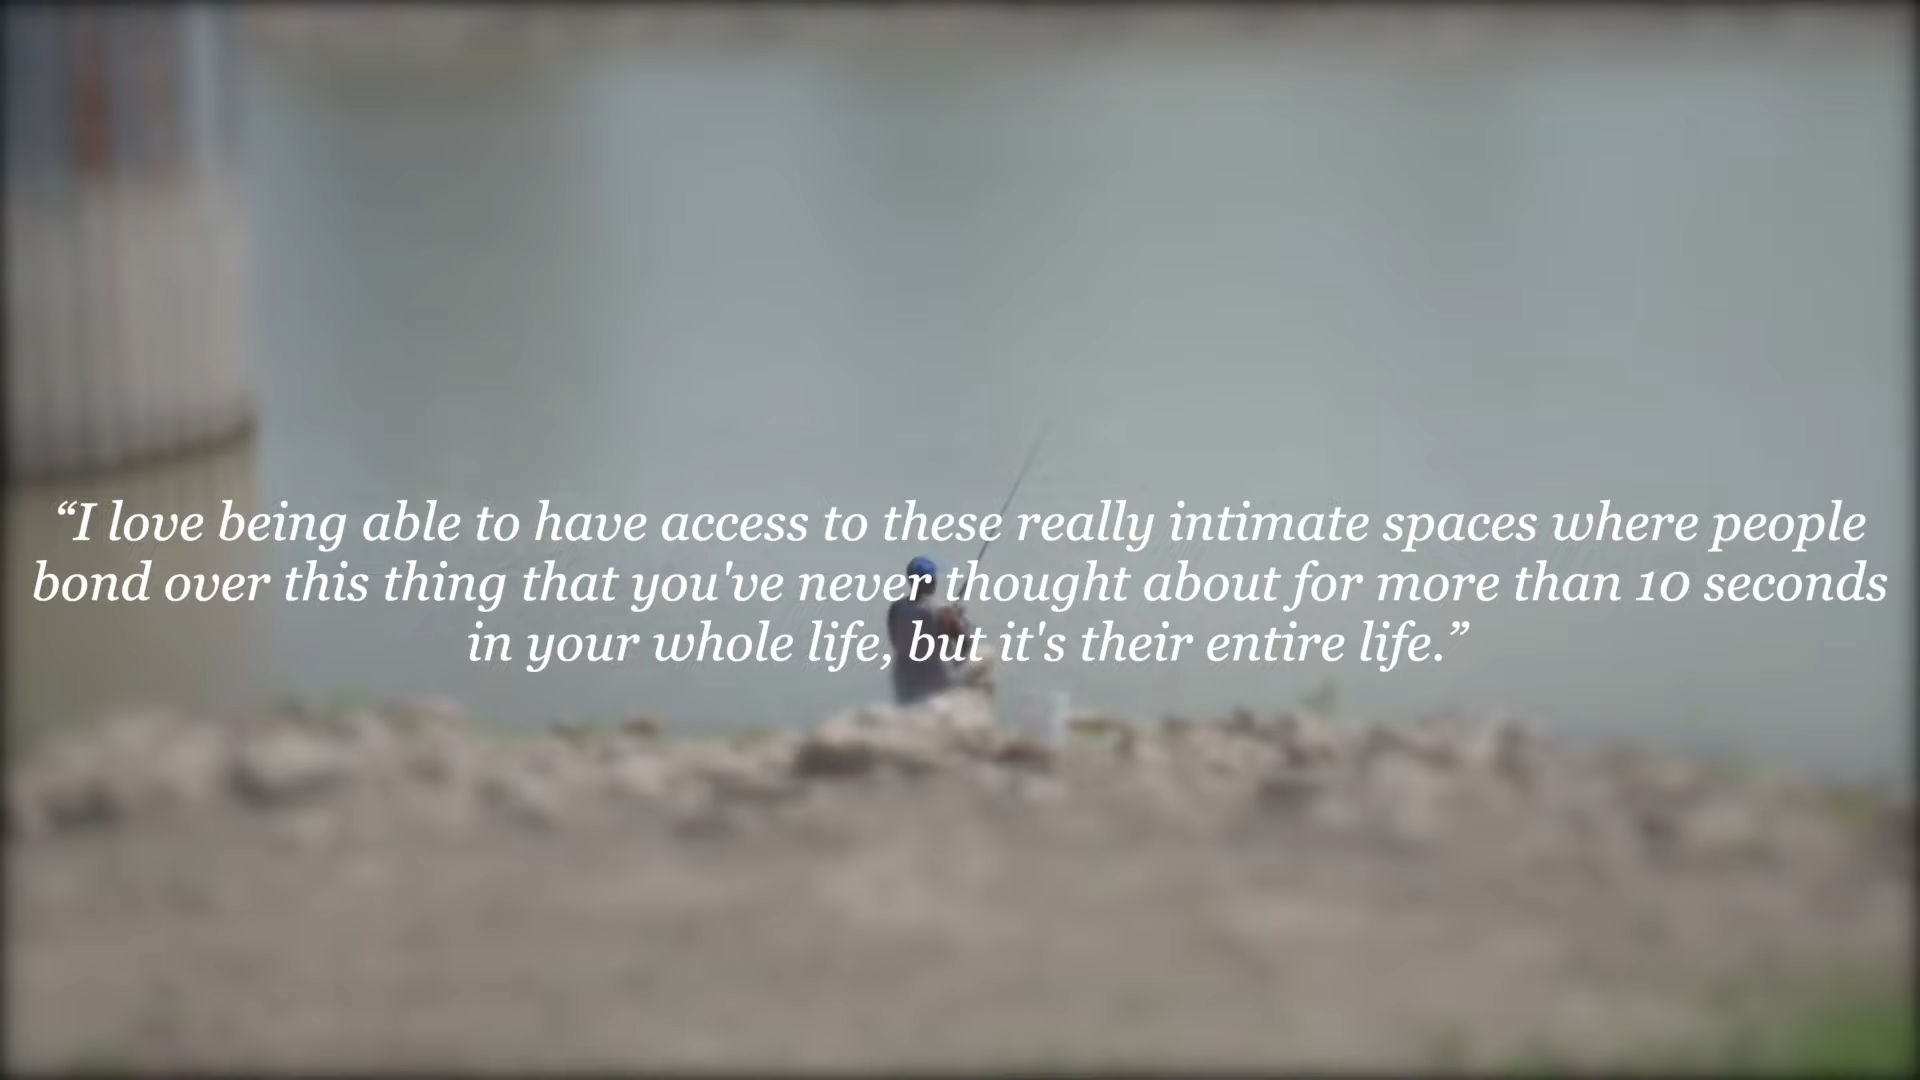 “I love being able to have access to these really intimate spaces where people
bond over this thing that you've never thought about for more than 10 seconds
in your whole life, but it's their entire life.”